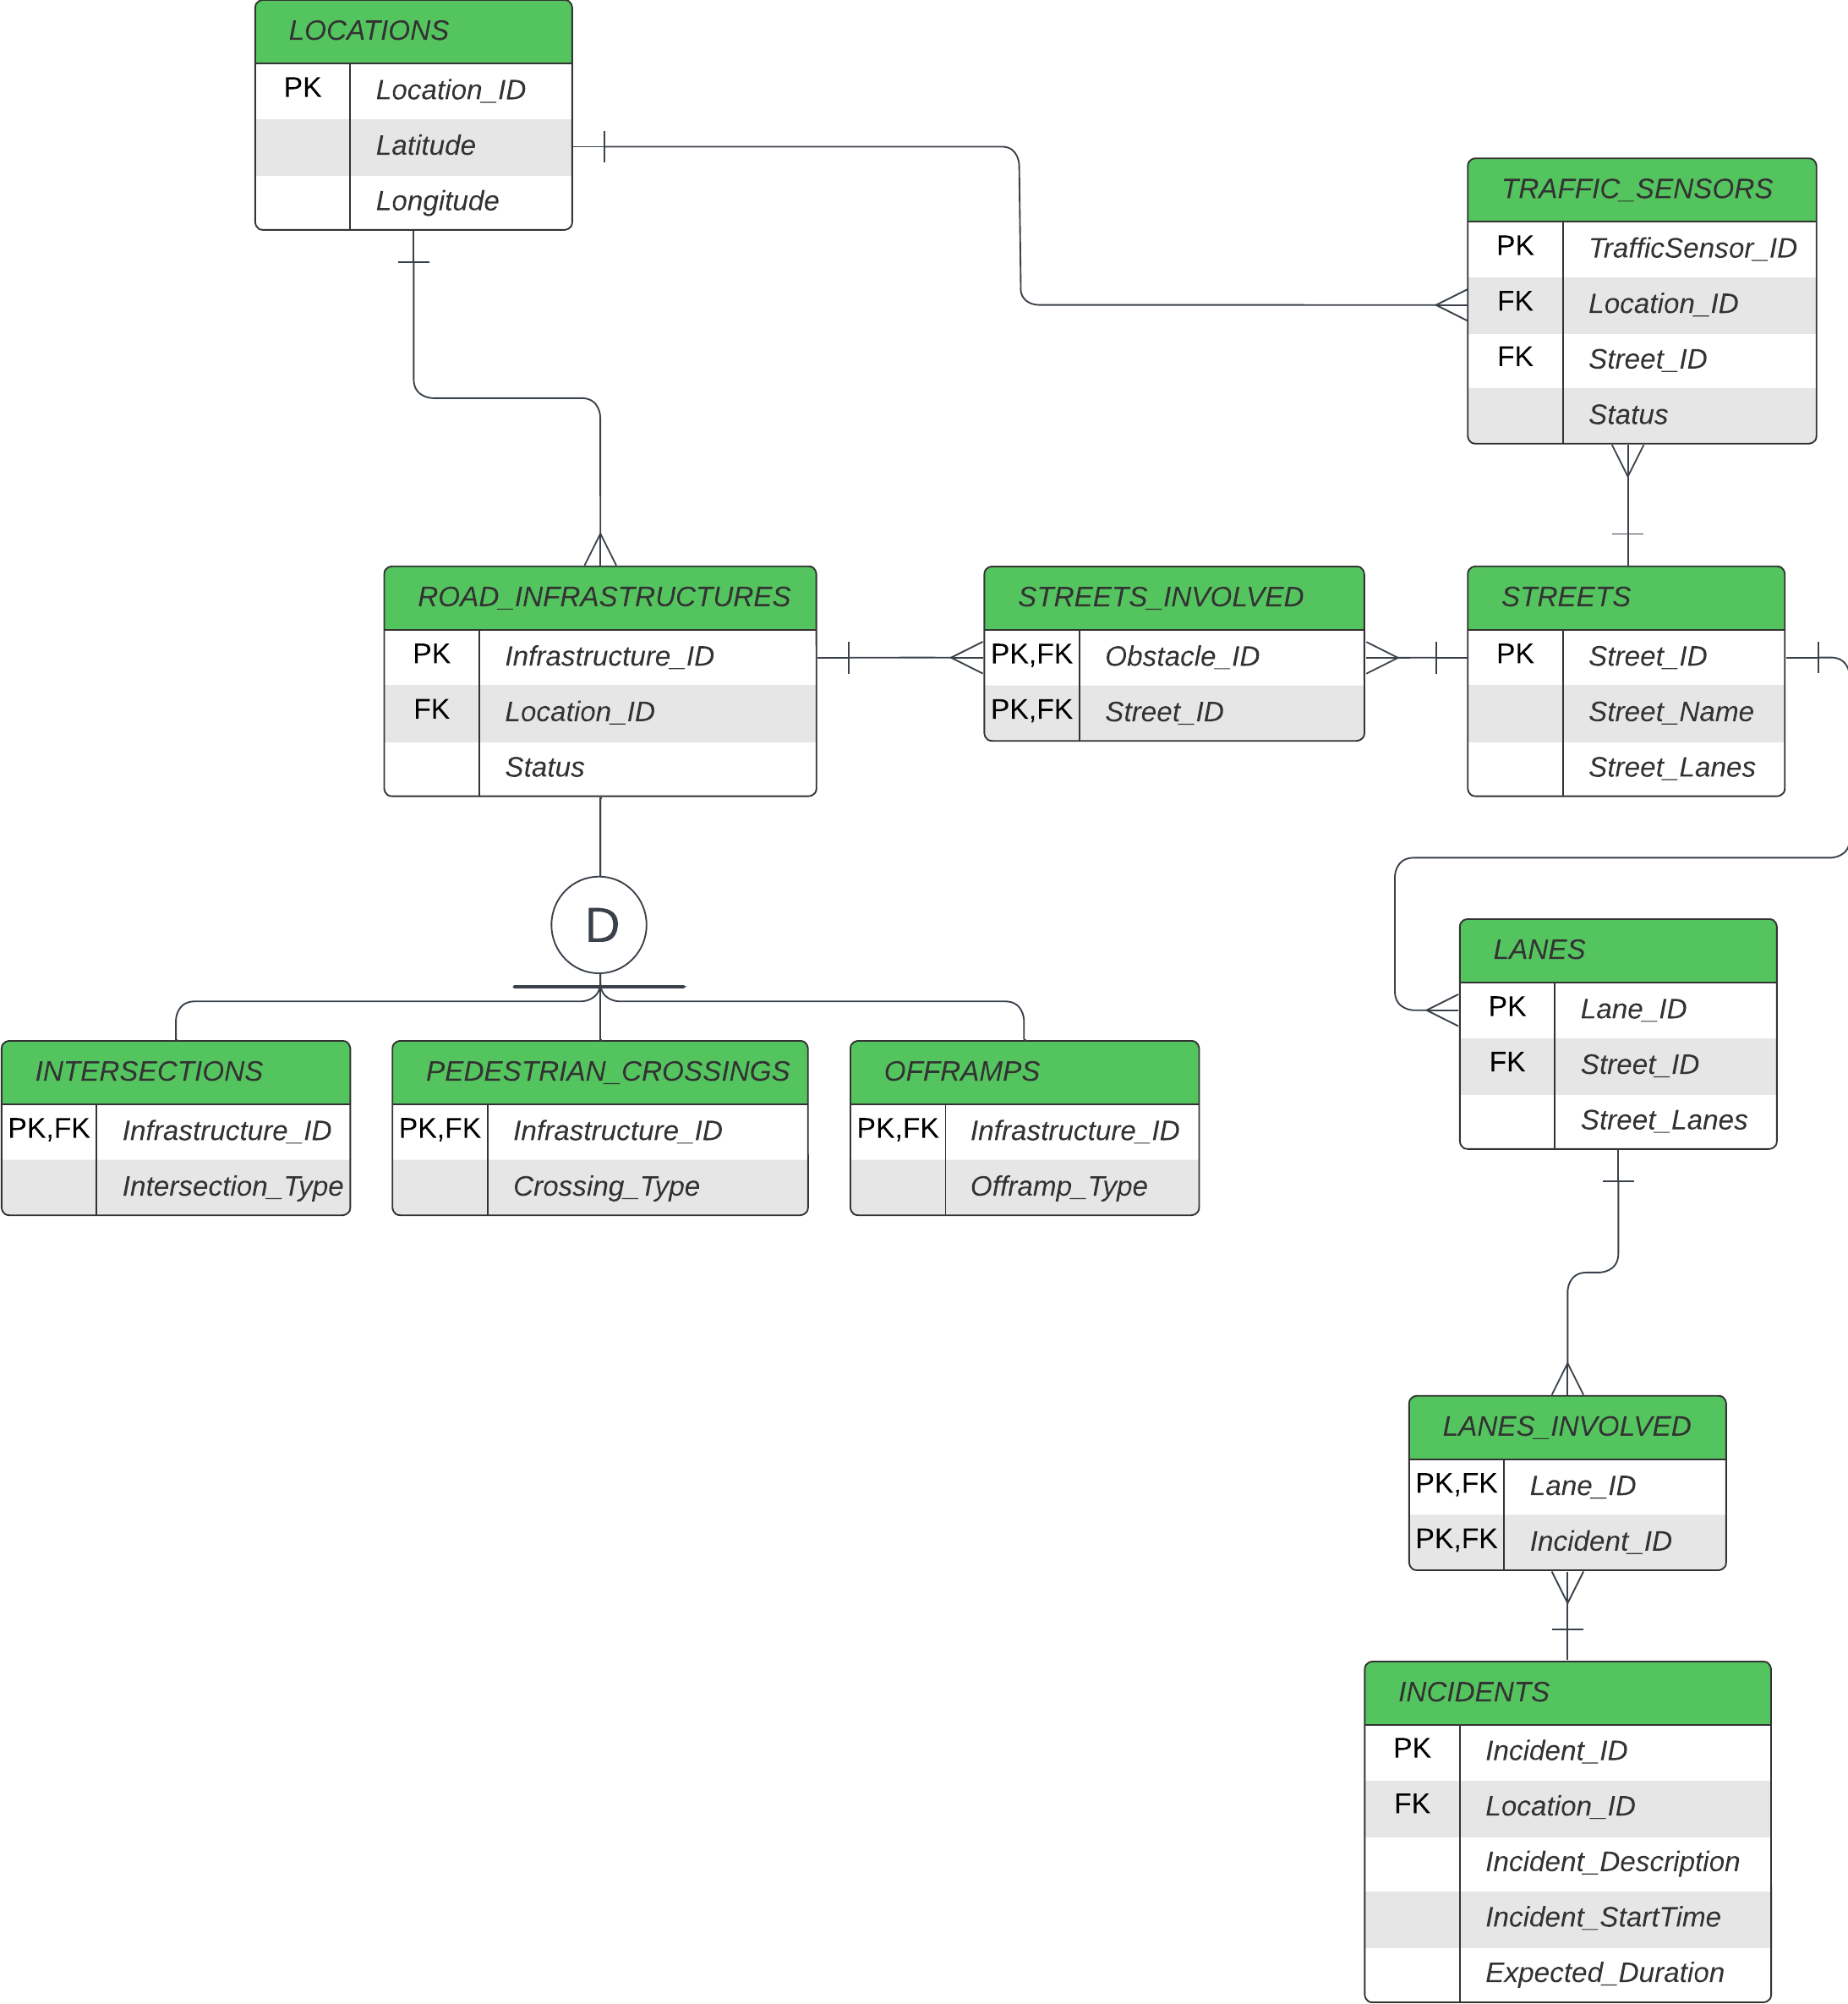 LOCATIONS
PK Location_ID
Latitude
Longitude
TRAFFIC_SENSORS
PK TrafficSensor_ID
FK Location_ID
FK Street_ID
Status
ROAD_INFRASTRUCTURES
PK Infrastructure_ID
FK Location_ID
Status
STREETS_INVOLVED
PK,FK Obstacle_ID
PK,FK Street_ID
STREETS
PK Street_ID
Street_Name
Street_Lanes
D
LANES
PK Lane_ID
FK Street_ID
Street_Lanes
INTERSECTIONS
PK,FK Infrastructure_ID
Intersection_Type
PEDESTRIAN_CROSSINGS
PK,FK Infrastructure_ID
Crossing_Type
OFFRAMPS
PK,FK Infrastructure_ID
Offramp_Type
LANES_INVOLVED
PK,FK Lane_ID
PK,FK Incident_ID
INCIDENTS
PK Incident_ID
FK Location_ID
Incident_Description
Incident_StartTime
Expected_Duration